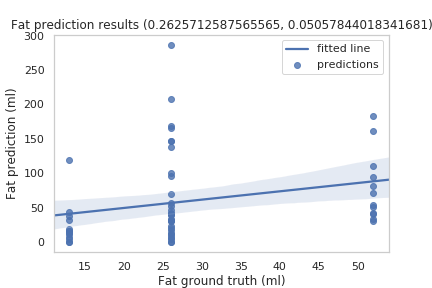 Fat prediction results (0.2625712587565565, 0.05057844018341681)
300
250
200
150
100
50
0
Fat prediction (ml)
fitted line
predictions
15 20 25 30 35 40 45 50
Fat ground truth (ml)